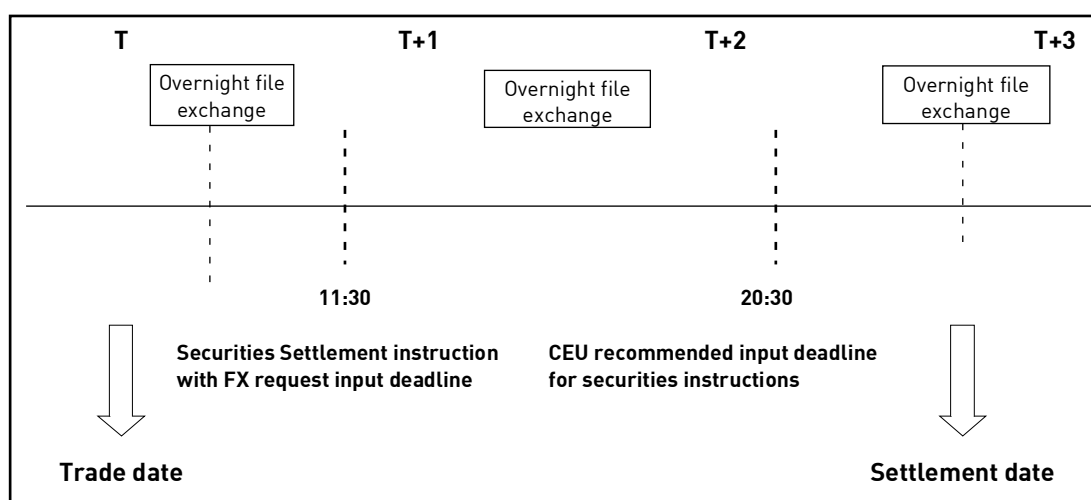 T
T+1
T+2
T+3
Overnight file
exchange
Overnight file
exchange
Overnight file
exchange
11:30
20:30
Securities Settlement instruction
with FX request input deadline
CEU recommended input deadline
for securities instructions
Trade date
Settlement date